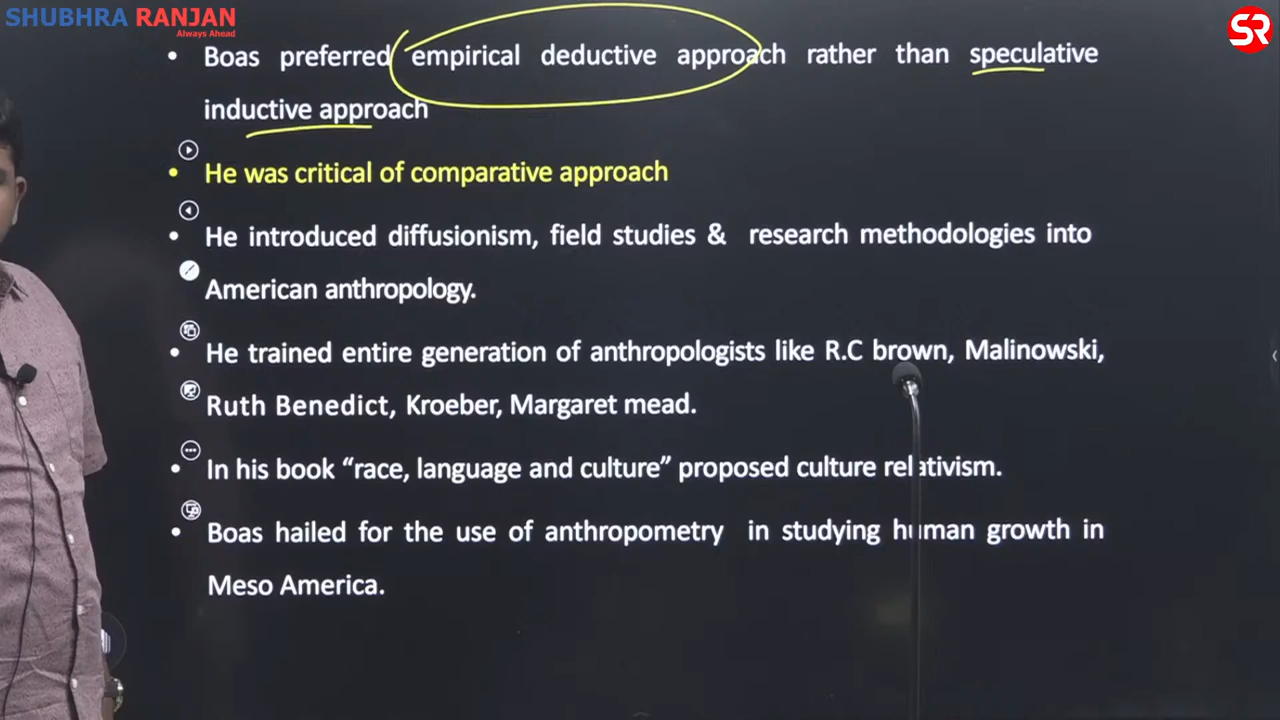 SHUBHRA RANJAN
Always Ahead
SR
• Boas preferred empirical deductive approach rather than speculative
inductive approach
• He was critical of comparative approach
• He introduced diffusionism, field studies & research methodologies into
American anthropology.
• He trained entire generation of anthropologists like R.C brown, Malinowski,
Ruth Benedict, Kroeber, Margaret mead.
• In his book “race, language and culture” proposed culture relativism.
• Boas hailed for the use of anthropometry in studying human growth in
Meso America.